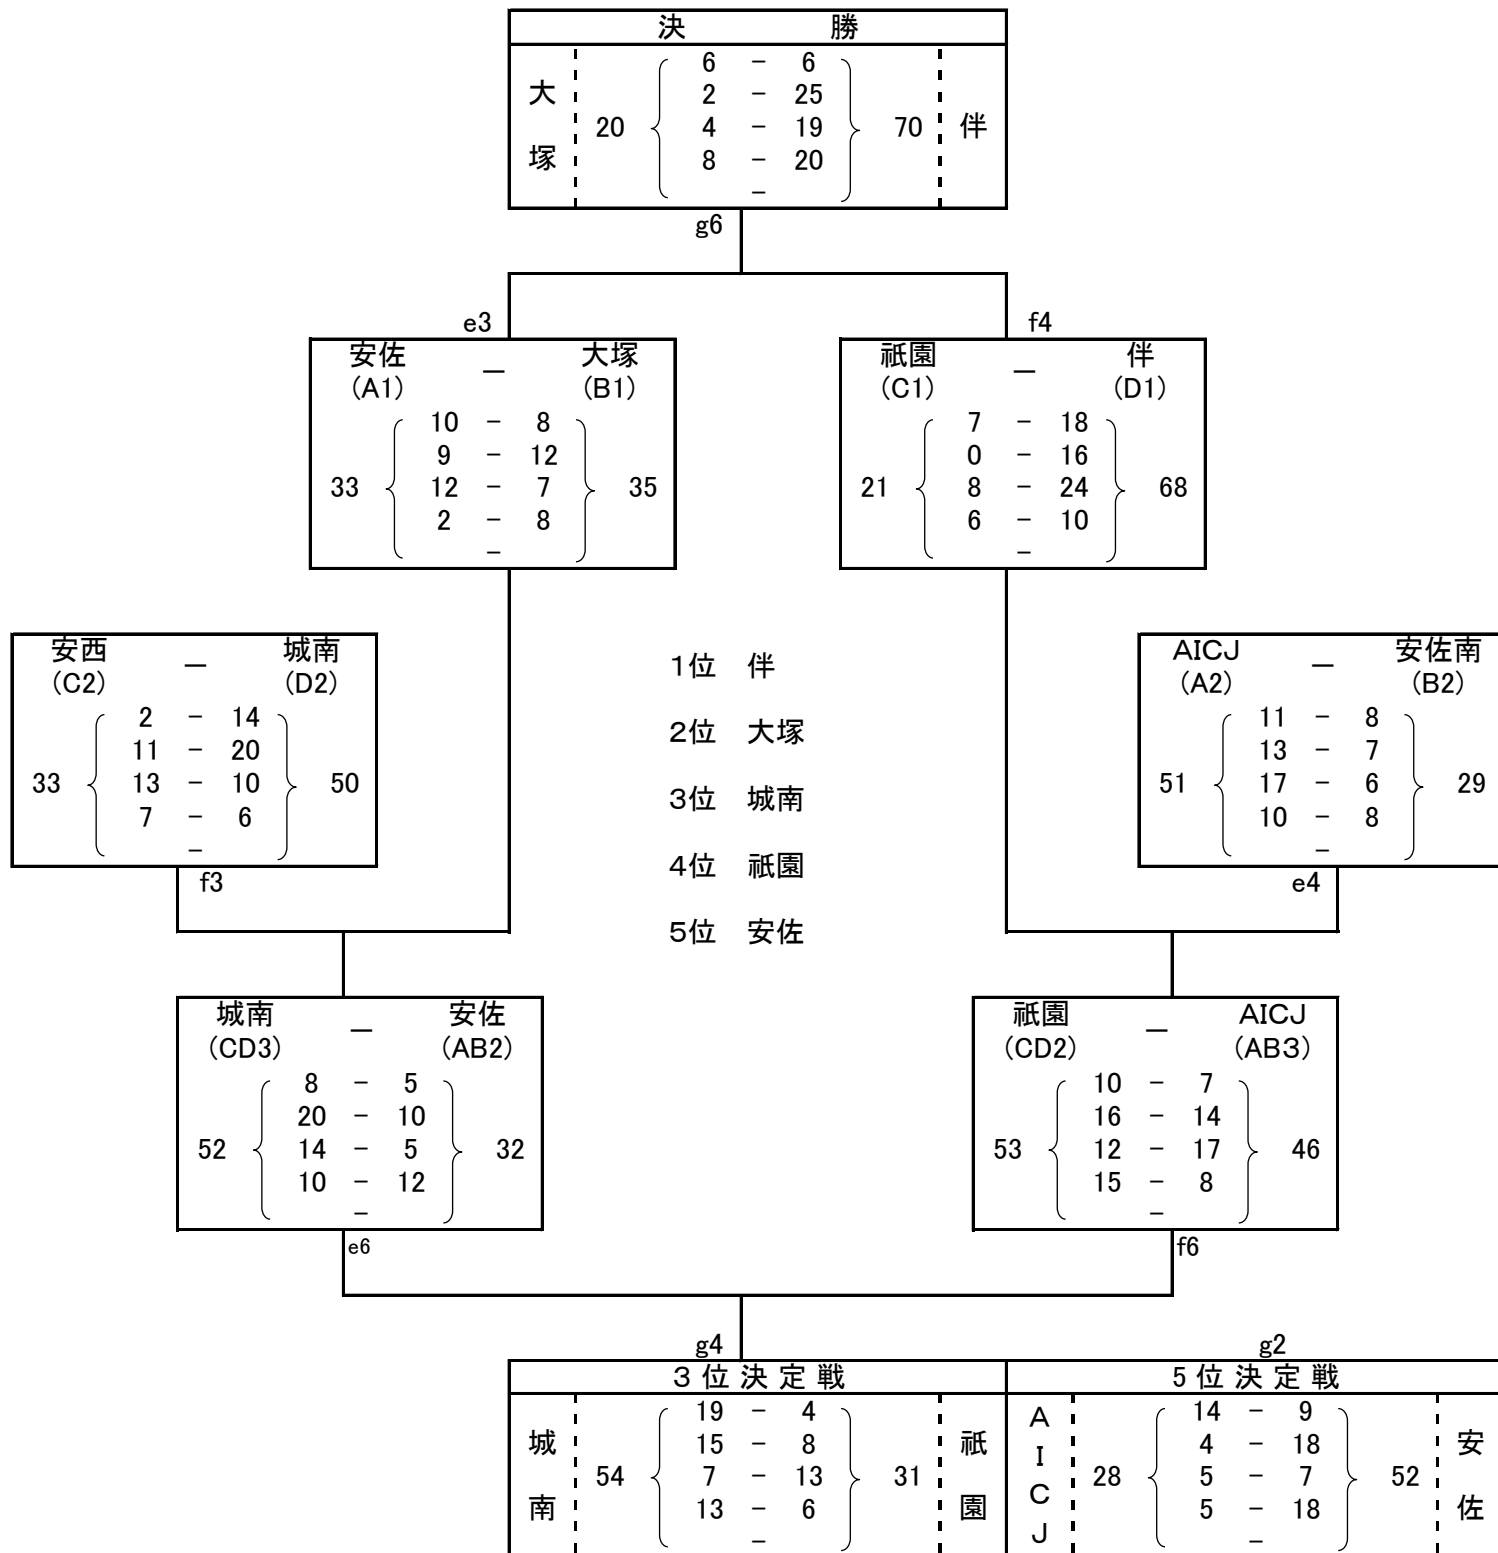 決 勝
大塚 20 6 − 6 70 伴
2 − 25
4 − 19
8 − 20
−
g6
e3 f4
安佐 − 大塚
(A1) (B1)
10 − 8
9 − 12
33 12 − 7 35
2 − 8
−
祇園 − 伴
(C1) (D1)
7 − 18
0 − 16
21 8 − 24 68
6 − 10
−
安西 − 城南
(C2) (D2)
2 − 14
11 − 20
33 13 − 10 50
7 − 6
−
f3
1位 伴
2位 大塚
3位 城南
4位 祇園
5位 安佐
AICJ − 安佐南
(A2) (B2)
11 − 8
13 − 7
51 17 − 6 29
10 − 8
−
e4
城南 − 安佐
(CD3) (AB2)
8 − 5
20 − 10
52 14 − 5 32
10 − 12
−
e6
祇園 − AICJ
(CD2) (AB3)
10 − 7
16 − 14
53 12 − 17 46
15 − 8
−
f6
g4 g2
3位決定戦
城南 54 19 − 4 31 祇園
15 − 8
7 − 13
13 − 6
−
5位決定戦
AICJ 28 14 − 9 52 安佐
4 − 18
5 − 7
5 − 18
−